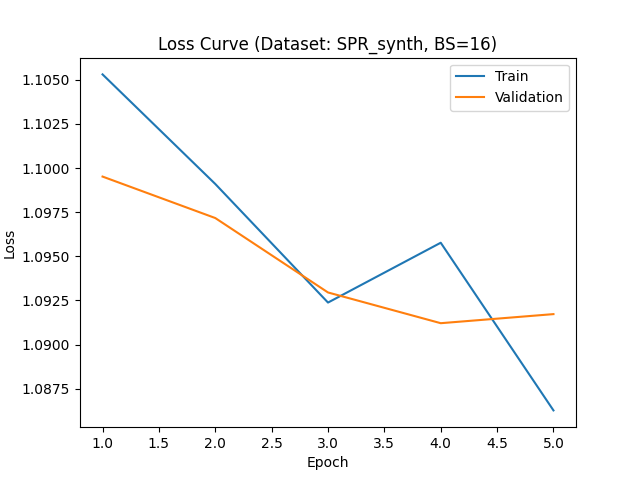 Loss Curve (Dataset: SPR_synth, BS=16)
Train
Validation
Loss
1.1050
1.1025
1.1000
1.0975
1.0950
1.0925
1.0900
1.0875
1.0 1.5 2.0 2.5 3.0 3.5 4.0 4.5 5.0
Epoch